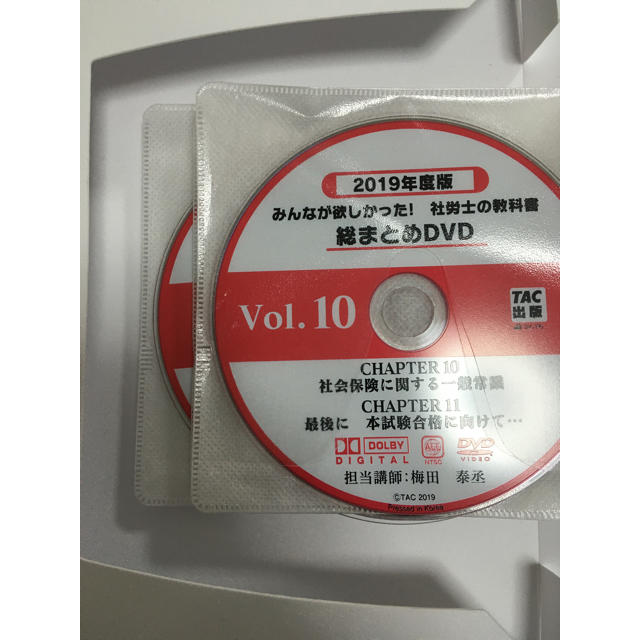 2019年度版
みんなが欲しかった! 社労士の教科書
総まとめDVD
Vol. 10
TAC
出版
CHAPTER 10
社会保険に関する一般常識
CHAPTER 11
最後に 本試験合格に向けて…
DOLBY
DIGITAL
ALL
NTSC
DVD
VIDEO
担当講師:梅田 泰丞
©TAC 2019
Pressed in Korea